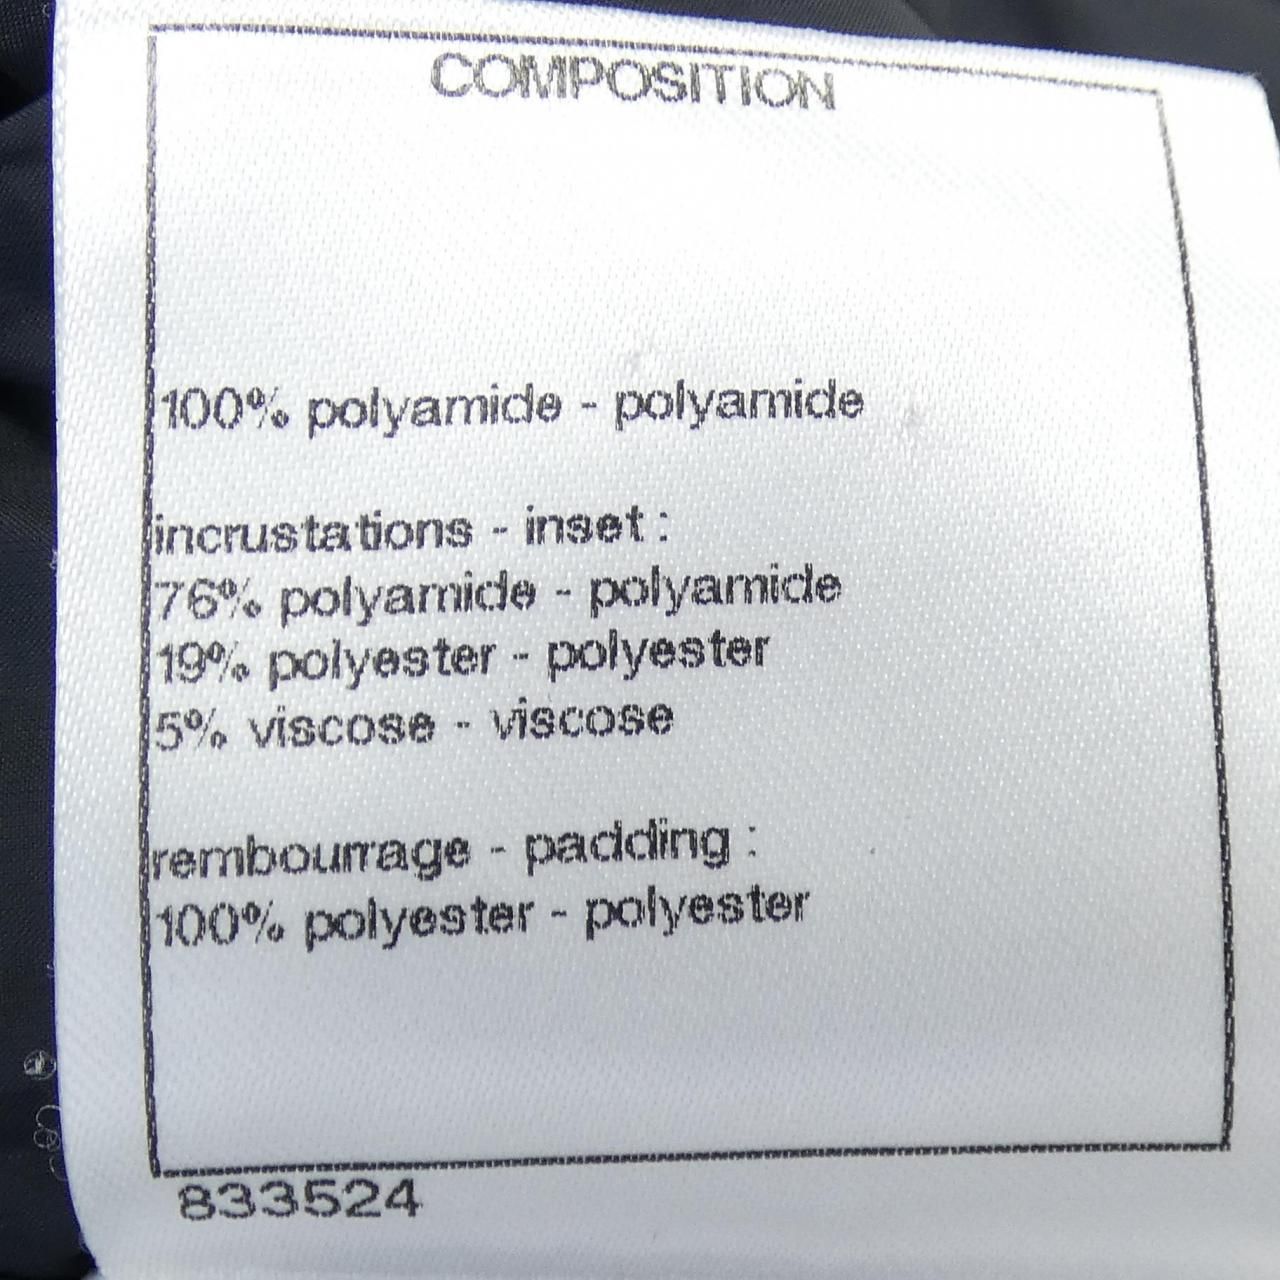 COMPOSITION
100% polyamide - polyamide
incrustations - inset :
76% polyamide - polyamide
19% polyester - polyester
5% viscose - viscose
rembourrage - padding :
100% polyester - polyester
833524